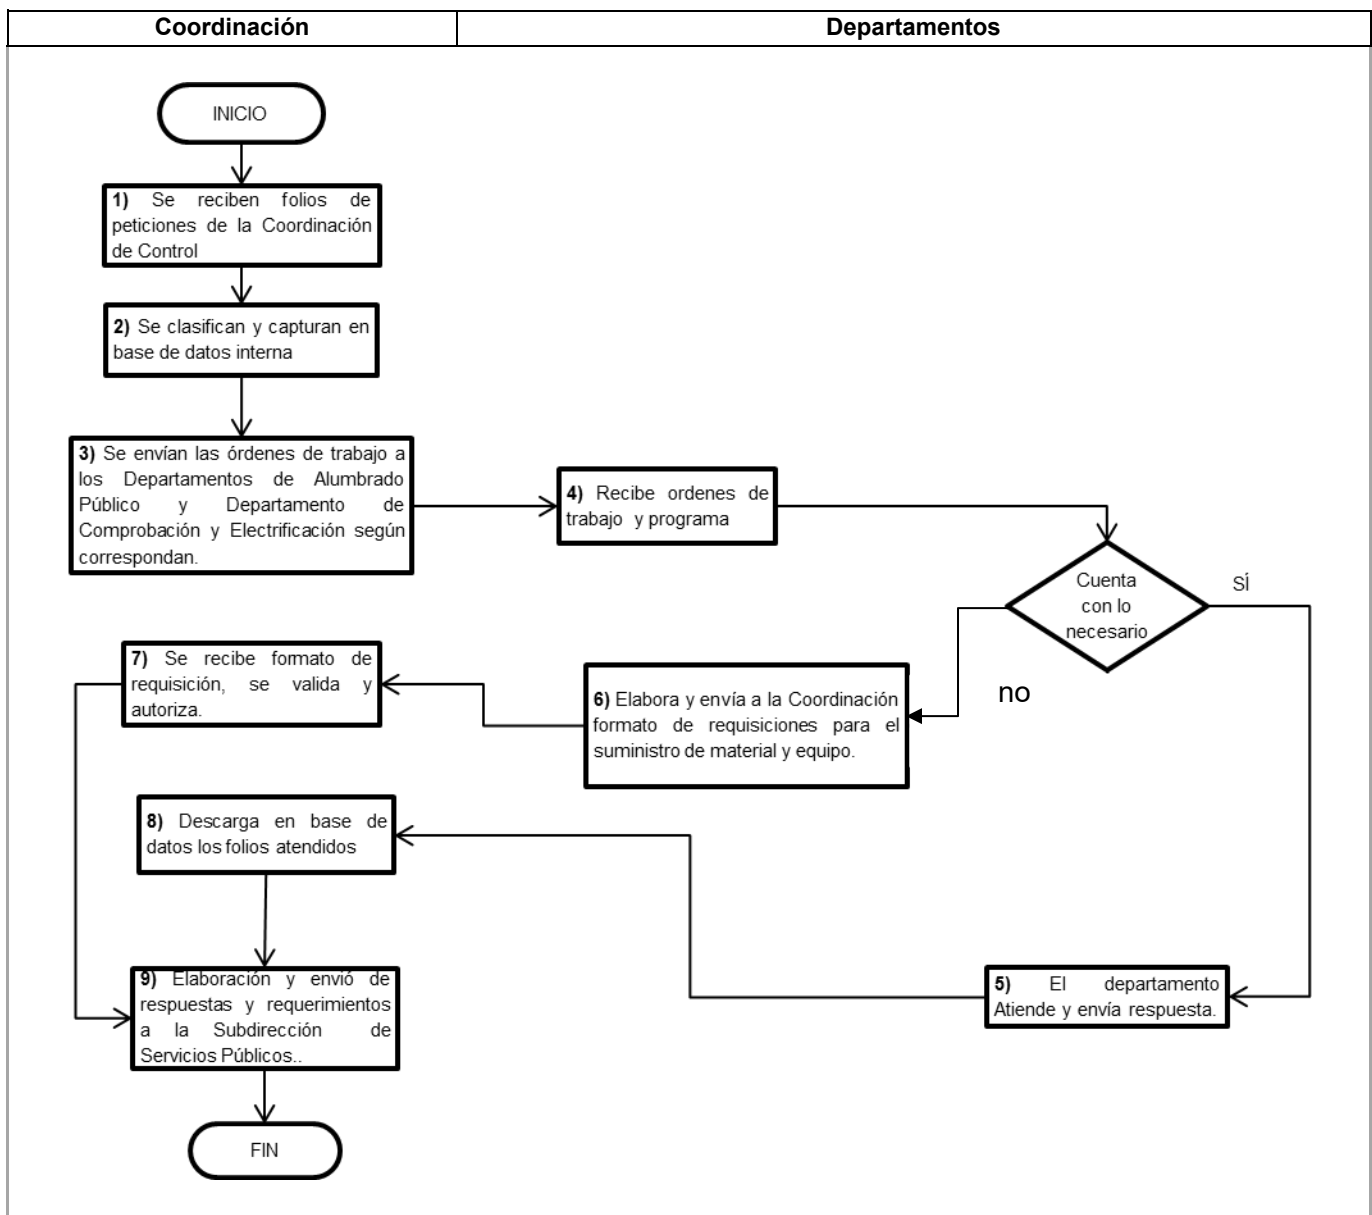 Coordinación
Departamentos
INICIO
1) Se reciben folios de
peticiones de la Coordinación
de Control
2) Se clasifican y capturan en
base de datos interna
3) Se envían las órdenes de trabajo a
los Departamentos de Alumbrado
Público y Departamento de
Comprobación y Electrificación según
correspondan.
4) Recibe ordenes de
trabajo y programa
Cuenta
con lo
necesario
SÍ
no
7) Se recibe formato de
requisición, se valida y
autoriza.
6) Elabora y envía a la Coordinación
formato de requisiciones para el
suministro de material y equipo.
8) Descarga en base de
datos los folios atendidos
5) El departamento
Atiende y envía respuesta.
9) Elaboración y envió de
respuestas y requerimientos
a la Subdirección de
Servicios Públicos..
FIN